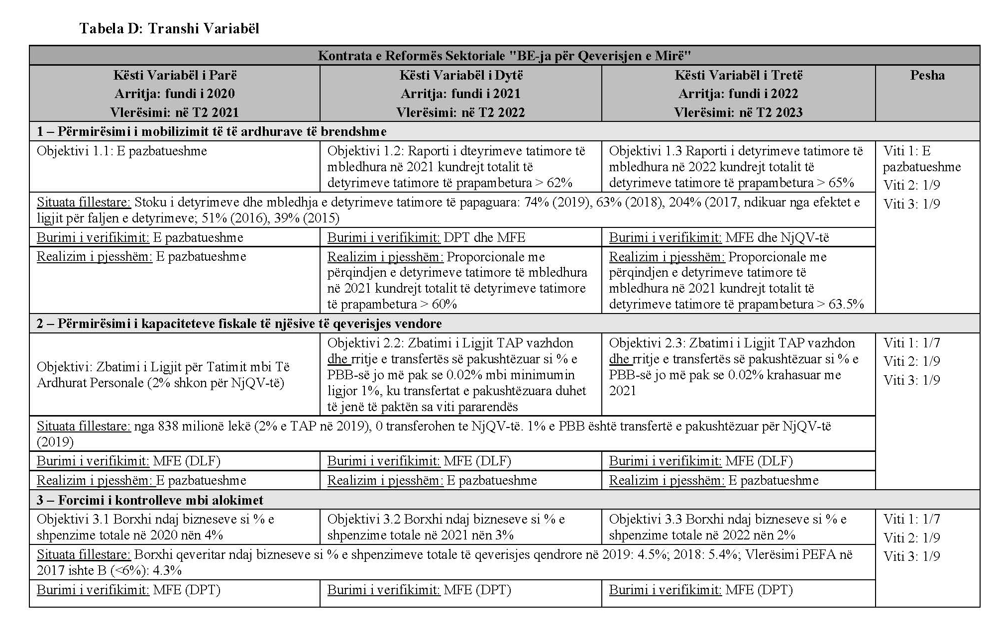 Tabela D: Transhi Variabël
Kontrata e Reformës Sektoriale "BE-ja për Qeverisjen e Mirë"
Kësti Variabël i Parë
Arritja: fundi i 2020
Vlerësimi: në T2 2021
Kësti Variabël i Dytë
Arritja: fundi i 2021
Vlerësimi: në T2 2022
Kësti Variabël i Tretë
Arritja: fundi i 2022
Vlerësimi: në T2 2023
Pesha
1 – Përmirësimi i mobilizimit të të ardhurave të brendshme
Objektivi 1.1: E pazbatueshme
Objektivi 1.2: Raporti i dteyrimeve tatimore të
mbledhura në 2021 kundrejt totalit të
detyrimeve tatimore të prapambetura > 62%
Objektivi 1.3 Raporti i detyrimeve tatimore të
mbledhura në 2022 kundrejt totalit të
detyrimeve tatimore të prapambetura > 65%
Viti 1: E
pazbatueshme
Viti 2: 1/9
Viti 3: 1/9
Situata fillestare: Stoku i detyrimeve dhe mbledhja e detyrimeve tatimore të papaguara: 74% (2019), 63% (2018), 204% (2017, ndikuar nga efektet e
ligjit për faljen e detyrimeve; 51% (2016), 39% (2015)
Burimi i verifikimit: E pazbatueshme
Burimi i verifikimit: DPT dhe MFE
Burimi i verifikimit: MFE dhe NjQV-të
Realizim i pjesshëm: E pazbatueshme
Realizim i pjesshëm: Proporcionale me
përqindjen e detyrimeve tatimore të mbledhura
në 2021 kundrejt totalit të detyrimeve tatimore
të prapambetura > 60%
Realizim i pjesshëm: Proporcionale me
përqindjen e detyrimeve tatimore të
mbledhura në 2021 kundrejt totalit të
detyrimeve tatimore të prapambetura > 63.5%
2 – Përmirësimi i kapaciteteve fiskale të njësive të qeverisjes vendore
Objektivi: Zbatimi i Ligjit për Tatimit mbi Të
Ardhurat Personale (2% shkon për NjQV-të)
Objektivi 2.2: Zbatimi i Ligjit TAP vazhdon
dhe rritje e transfertës së pakushtëzuar si % e
PBB-së jo më pak se 0.02% mbi minimumin
ligjor 1%, ku transfertat e pakushtëzuara duhet
të jenë të paktën sa viti pararendës
Objektivi 2.3: Zbatimi i Ligjit TAP vazhdon
dhe rritje e transfertës së pakushtëzuar si % e
PBB-së jo më pak se 0.02% krahasuar me
2021
Viti 1: 1/7
Viti 2: 1/9
Viti 3: 1/9
Situata fillestare: nga 838 milionë lekë (2% e TAP në 2019), 0 transferohen te NjQV-të. 1% e PBB është transfertë e pakushtëzuar për NjQV-të
(2019)
Burimi i verifikimit: MFE (DLF)
Burimi i verifikimit: MFE (DLF)
Burimi i verifikimit: MFE (DLF)
Realizim i pjesshëm: E pazbatueshme
Realizim i pjesshëm: E pazbatueshme
Realizim i pjesshëm: E pazbatueshme
3 – Forcimi i kontrolleve mbi alokimet
Objektivi 3.1 Borxhi ndaj bizneseve si % e
shpenzime totale në 2020 nën 4%
Objektivi 3.2 Borxhi ndaj bizneseve si % e
shpenzime totale në 2021 nën 3%
Objektivi 3.3 Borxhi ndaj bizneseve si % e
shpenzime totale në 2022 nën 2%
Viti 1: 1/7
Viti 2: 1/9
Viti 3: 1/9
Situata fillestare: Borxhi qeveritar ndaj bizneseve si % e shpenzimeve totale të qeverisjes qendrore në 2019: 4.5%; 2018: 5.4%; Vlerësimi PEFA në
2017 ishte B (<6%): 4.3%
Burimi i verifikimit: MFE (DPT)
Burimi i verifikimit: MFE (DPT)
Burimi i verifikimit: MFE (DPT)